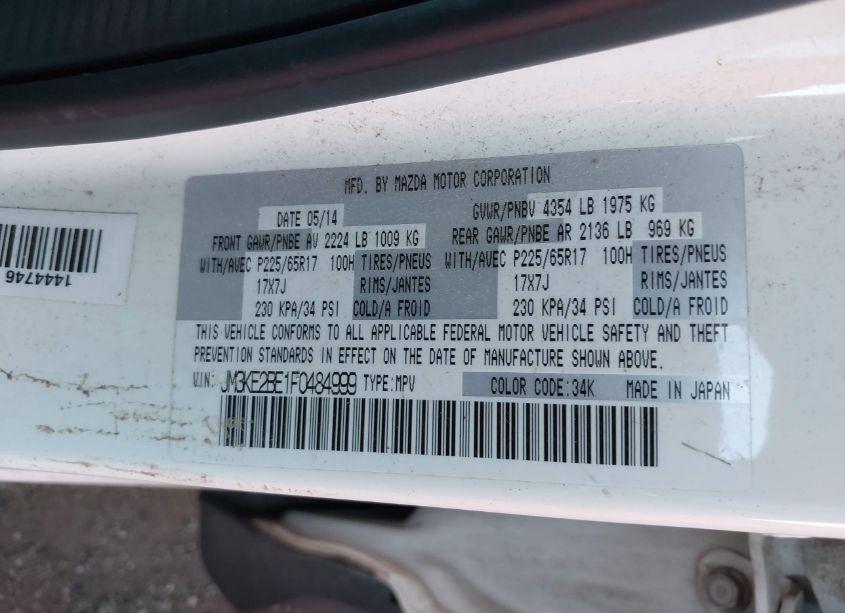 MFD. BY MAZDA MOTOR CORPORATION
DATE 05/14 GVWR/PNBV 4354 LB 1975 KG
FRONT GAWR/PNBE AV 2224 LB 1009 KG REAR GAWR/PNBE AR 2136 LB 969 KG
WITH/AVEC P225/65R17 100H TIRES/PNEUS WITH/AVEC P225/65R17 100H TIRES/PNEUS
17X7J RIMS/JANTES 17X7J RIMS/JANTES
230 KPA/34 PSI COLD/A FROID 230 KPA/34 PSI COLD/A FROID
THIS VEHICLE CONFORMS TO ALL APPLICABLE FEDERAL MOTOR VEHICLE SAFETY AND THEFT
PREVENTION STANDARDS IN EFFECT ON THE DATE OF MANUFACTURE SHOWN ABOVE.
VIN: JM3KE2BE1F0484999 TYPE:MPV COLOR CODE:34K MADE IN JAPAN
1444746